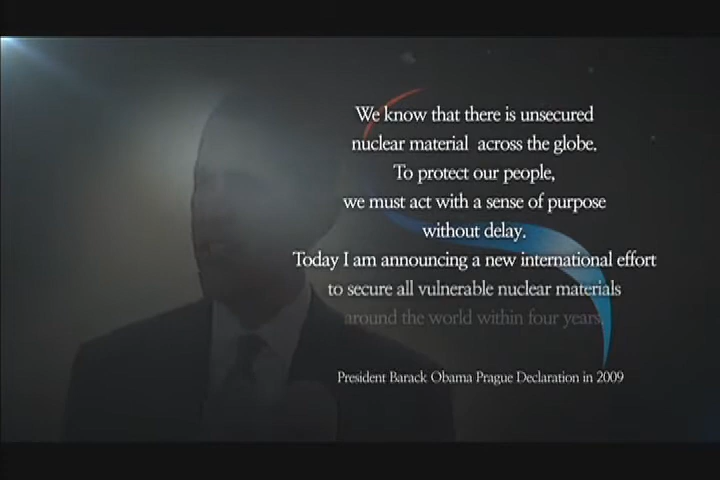 We know that there is unsecured
nuclear material across the globe.
To protect our people,
we must act with a sense of purpose
without delay.
Today I am announcing a new international effort
to secure all vulnerable nuclear materials
around the world within four years.
President Barack Obama Prague Declaration in 2009